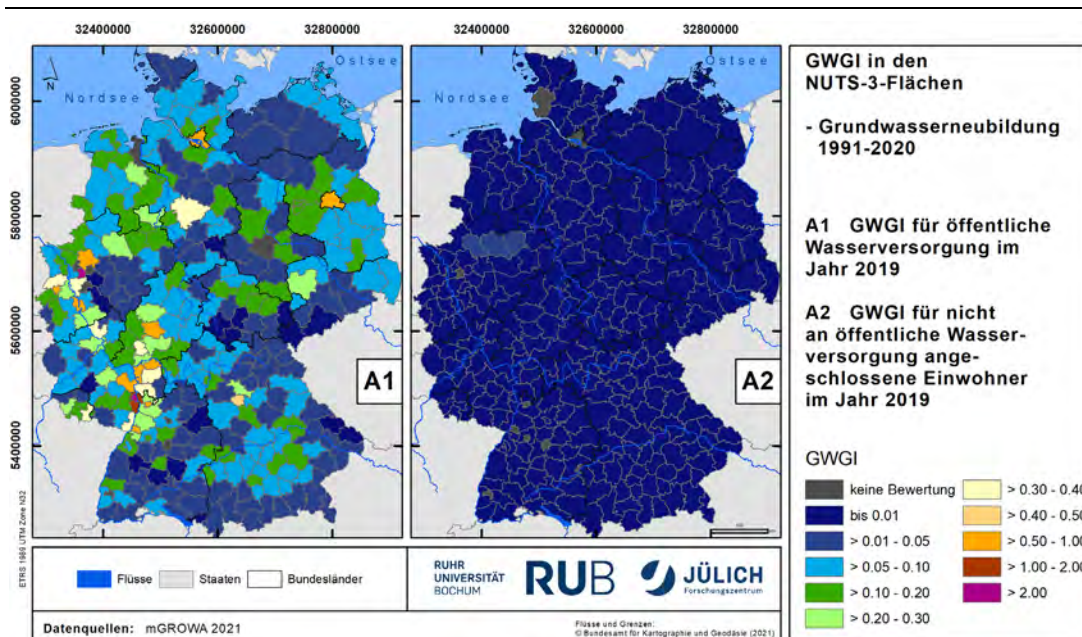 32400000 32600000 32800000
32400000 32600000 32800000
Nordsee
Ostsee
N
Nordsee
Ostsee
6000000
5800000
5600000
5400000
A1
A2
ETRS 1989 UTM Zone N32
GWGI in den
NUTS-3-Flächen
- Grundwasserneubildung
1991-2020
A1 GWGI für öffentliche
Wasserversorgung im
Jahr 2019
A2 GWGI für nicht
an öffentliche Wasser-
versorgung ange-
schlossene Einwohner
im Jahr 2019
GWGI
keine Bewertung
bis 0.01
> 0.01 - 0.05
> 0.05 - 0.10
> 0.10 - 0.20
> 0.20 - 0.30
> 0.30 - 0.40
> 0.40 - 0.50
> 0.50 - 1.00
> 1.00 - 2.00
> 2.00
Flüsse
Staaten
Bundesländer
RUHR
UNIVERSITÄT
BOCHUM
RUB
JÜLICH
Forschungszentrum
Datenquellen: mGROWA 2021
Flüsse und Grenzen:
© Bundesamt für Kartographie und Geodäsie (2021)